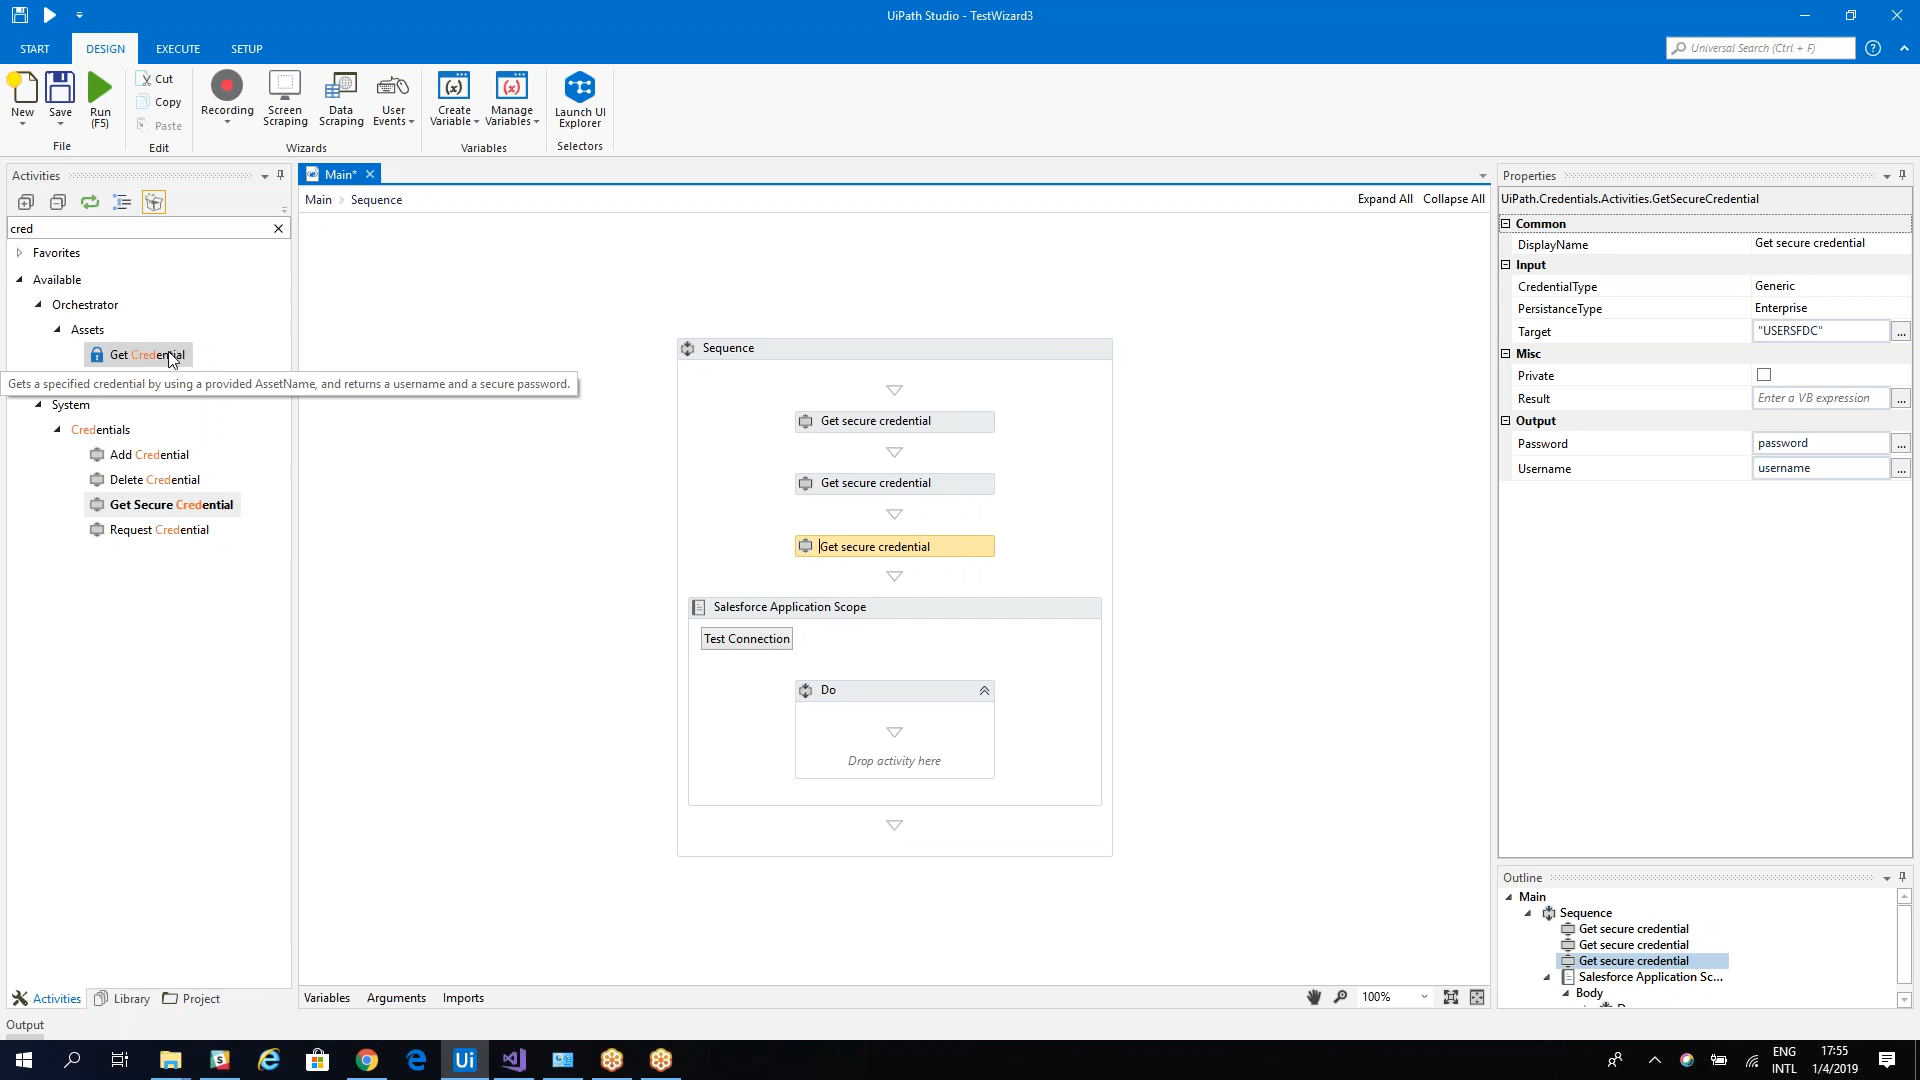 UiPath Studio - TestWizard3
START
DESIGN
EXECUTE
SETUP
Universal Search (Ctrl + F)
New
Save
Run
(F5)
File
Cut
Copy
Paste
Edit
Recording
Screen
Scraping
Data
Scraping
User
Events
Wizards
Create
Variable
Manage
Variables
Variables
Launch UI
Explorer
Selectors
Activities
cred
Favorites
Available
Orchestrator
Assets
Get Credential
Gets a specified credential by using a provided AssetName, and returns a username and a secure password.
System
Credentials
Add Credential
Delete Credential
Get Secure Credential
Request Credential
Activities
Library
Project
Output
Main*
Main
Sequence
Expand All
Collapse All
Sequence
Get secure credential
Get secure credential
Get secure credential
Salesforce Application Scope
Test Connection
Do
Drop activity here
Variables
Arguments
Imports
100%
Properties
UiPath.Credentials.Activities.GetSecureCredential
Common
DisplayName Get secure credential
Input
CredentialType Generic
PersistanceType Enterprise
Target "USERSFDC" ...
Misc
Private
Result Enter a VB expression ...
Output
Password password ...
Username username ...
Outline
Main
Sequence
Get secure credential
Get secure credential
Get secure credential
Salesforce Application Sc...
Body
Ui
ENG
INTL
17:55
1/4/2019